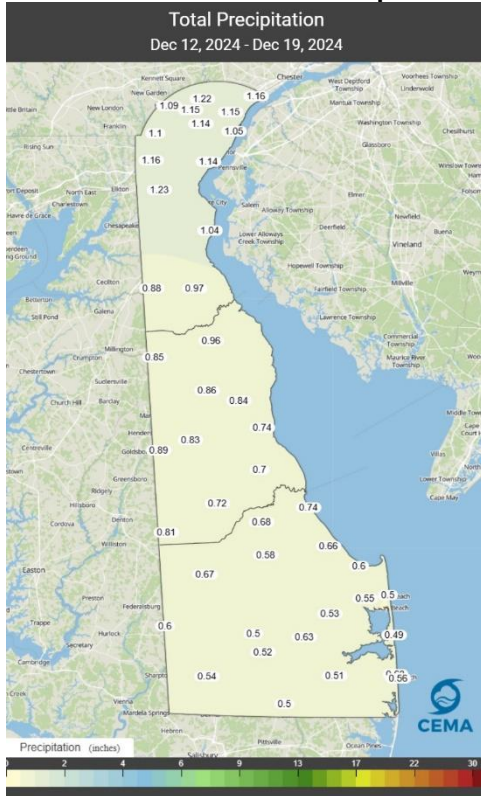 Total Precipitation
Dec 12, 2024 - Dec 19, 2024
Kennett Square
Chester
West Deptford Township
Voorhees Township
New Garden
Lindenwold
1.22
1.16
Mantua Township
New London
1.09
1.15
1.15
Washington Township
Franklin
1.14
1.1
1.05
Chesilhurst
Glassboro
Rising Sun
1.16
1.14
Pennsville
Winslow
Port Deposit
North East
Elkton
1.23
Elmer
Charlestown
Salem
Havre de Grace
Alloway Township
Newfield
Chesapeake
1.04
Lower Alloways Creek Township
Deerfield
Buena
Vineland
Hopewell Township
Cecilton
0.88
0.97
Fairfield Township
Millville
Betterton
Galena
Still Pond
Lawrence Township
0.96
Commercial Township
Millington
0.85
Maurice River Township
Crumpton
Chestertown
Sudlersville
0.86
Church Hill
Barclay
0.84
0.74
Centreville
0.83
0.89
Villas
0.7
Greensboro
Lower Township
Ridgely
Cape May
Hillsboro
0.72
0.74
Cordova
Denton
0.68
0.81
Williston
0.66
0.58
Easton
0.6
0.67
Preston
0.55
0.5
Federalsburg
Beach
Trappe
0.53
0.6
0.5
0.63
0.49
Hurlock
Secretary
0.52
Cambridge
0.54
0.51
0.56
Vienna
0.5
Mardela Springs
CEMA
Hebron
Precipitation (inches)
Pittsville
Ocean Pines
Salisbury
0 2 4 6 9 13 17 22 30